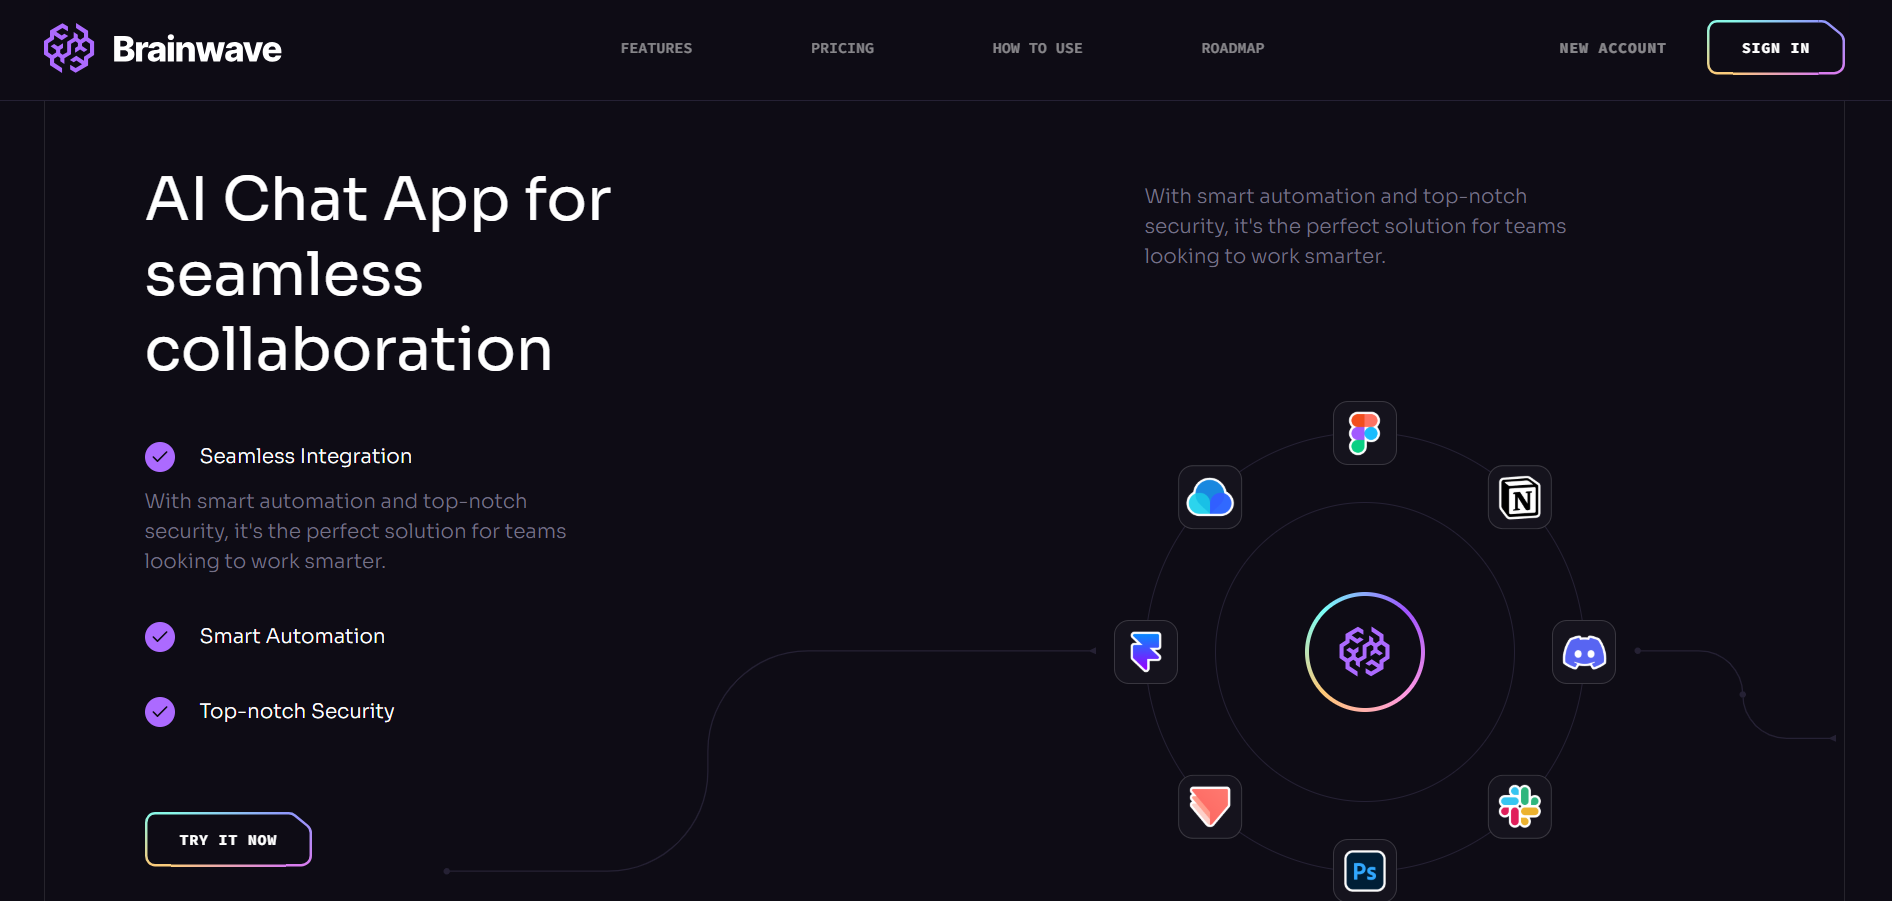 Brainwave
FEATURES
PRICING
HOW TO USE
ROADMAP
NEW ACCOUNT
SIGN IN
AI Chat App for
seamless
collaboration
Seamless Integration
With smart automation and top-notch
security, it's the perfect solution for teams
looking to work smarter.
Smart Automation
Top-notch Security
TRY IT NOW
With smart automation and top-notch
security, it's the perfect solution for teams
looking to work smarter.
N
Ps